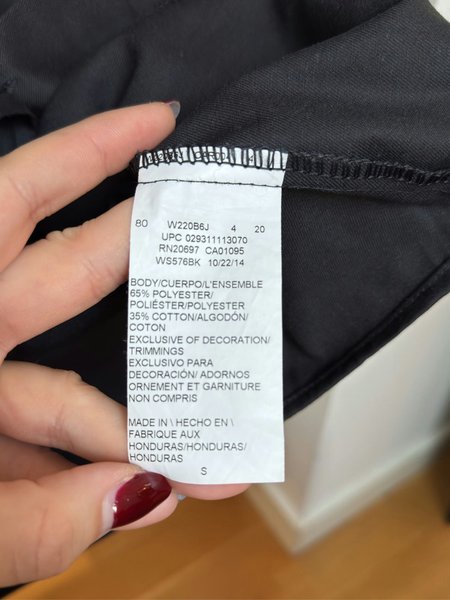 80 W220B6J 4 20
UPC 029311113070
RN20697 CA01095
WS576BK 10/22/14
BODY/CUERPO/L'ENSEMBLE
65% POLYESTER/
POLIÉSTER/POLYESTER
35% COTTON/ALGODÓN/
COTON
EXCLUSIVE OF DECORATION/
TRIMMINGS
EXCLUSIVO PARA
DECORACIÓN/ ADORNOS
ORNEMENT ET GARNITURE
NON COMPRIS
MADE IN \ HECHO EN \
FABRIQUE AUX
HONDURAS/HONDURAS/
HONDURAS
S